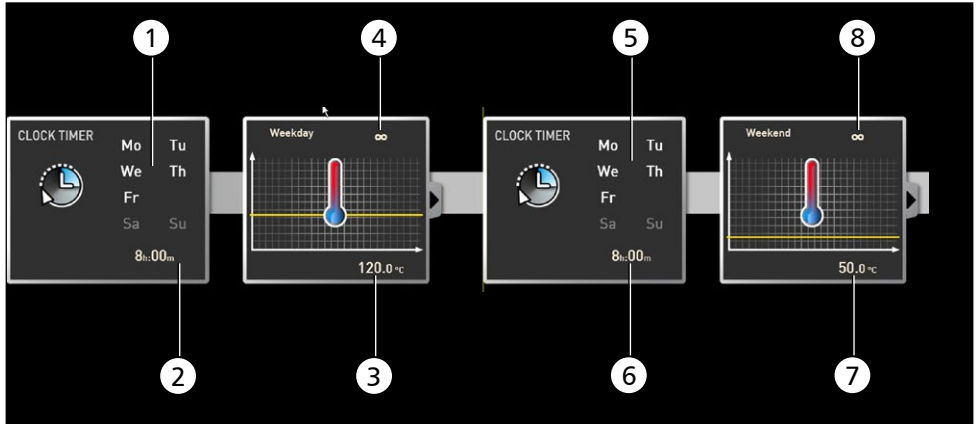 1 4 5 8
CLOCK TIMER
Mo Tu
We Th
Fr
Sa Su
8h:00m
Weekday ∞
120.0 °C
CLOCK TIMER
Mo Tu
We Th
Fr
Sa Su
8h:00m
Weekend ∞
50.0 °C
2 3 6 7